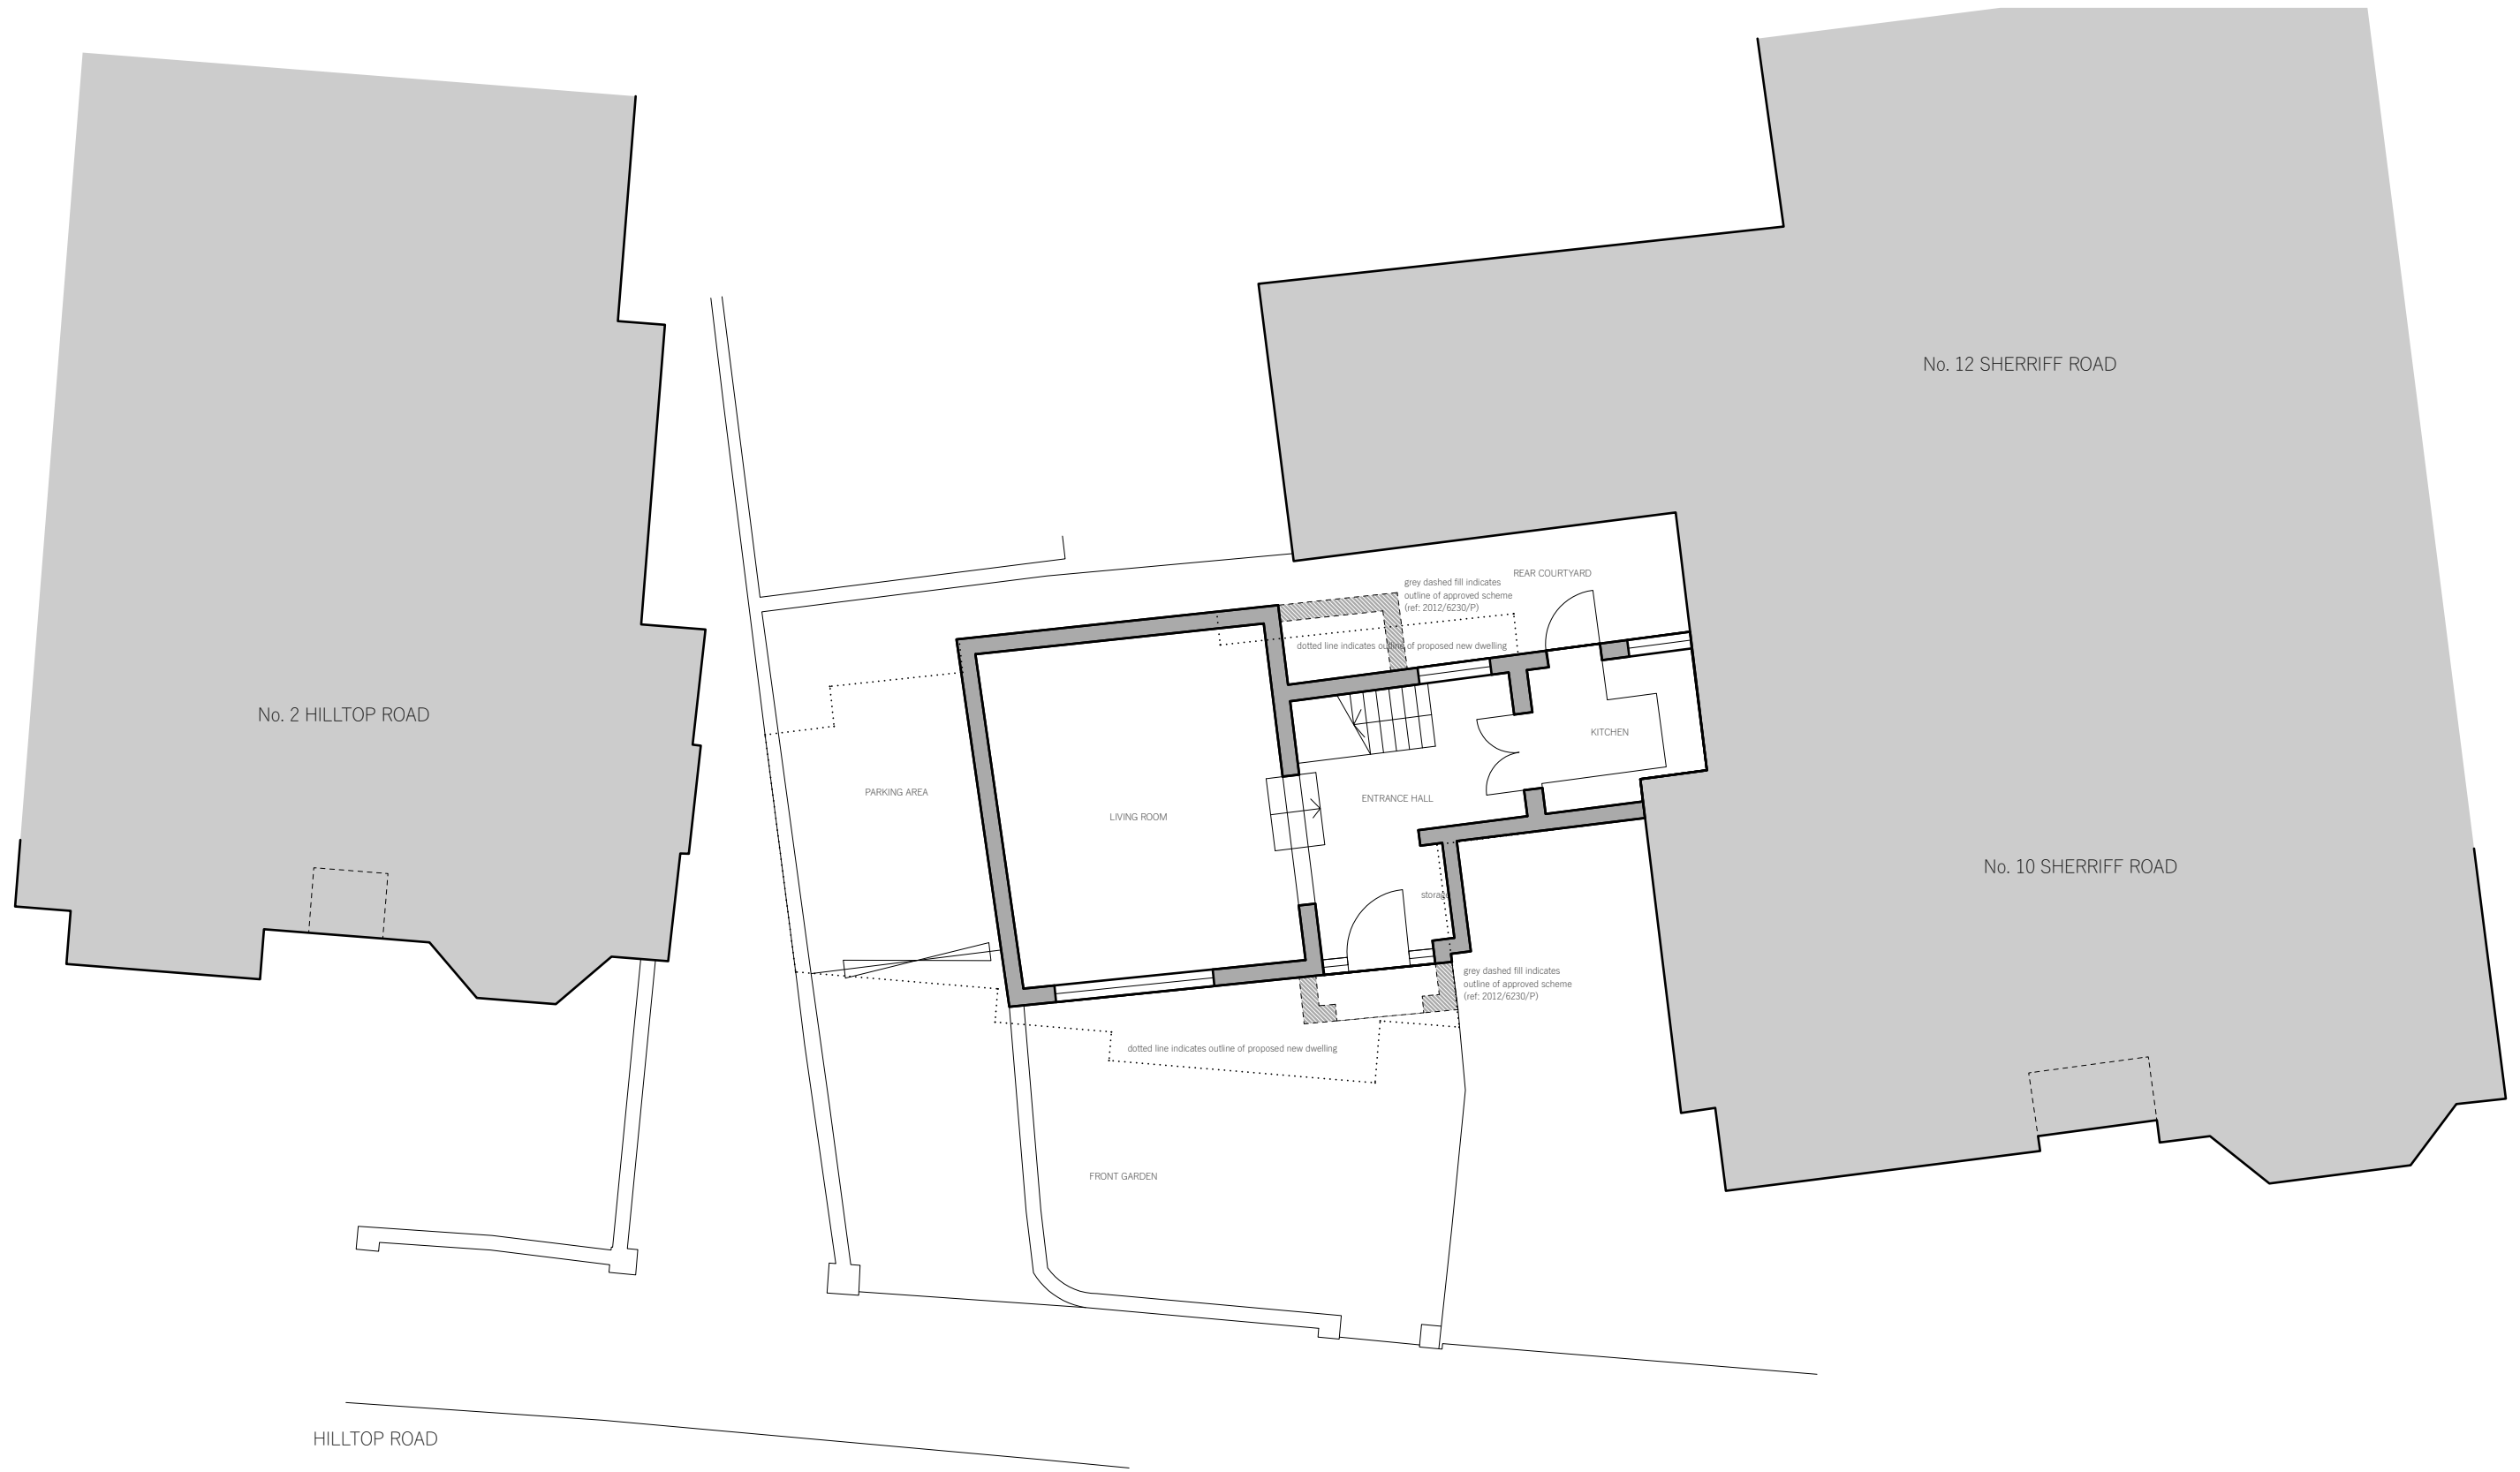 No. 12 SHERRIFF ROAD
REAR COURTYARD
grey dashed fill indicates
outline of approved scheme
(ref: 2012/6230/P)
dotted line indicates outline of proposed new dwelling
No. 2 HILLTOP ROAD
KITCHEN
PARKING AREA
ENTRANCE HALL
LIVING ROOM
No. 10 SHERRIFF ROAD
storage
grey dashed fill indicates
outline of approved scheme
(ref: 2012/6230/P)
dotted line indicates outline of proposed new dwelling
FRONT GARDEN
HILLTOP ROAD